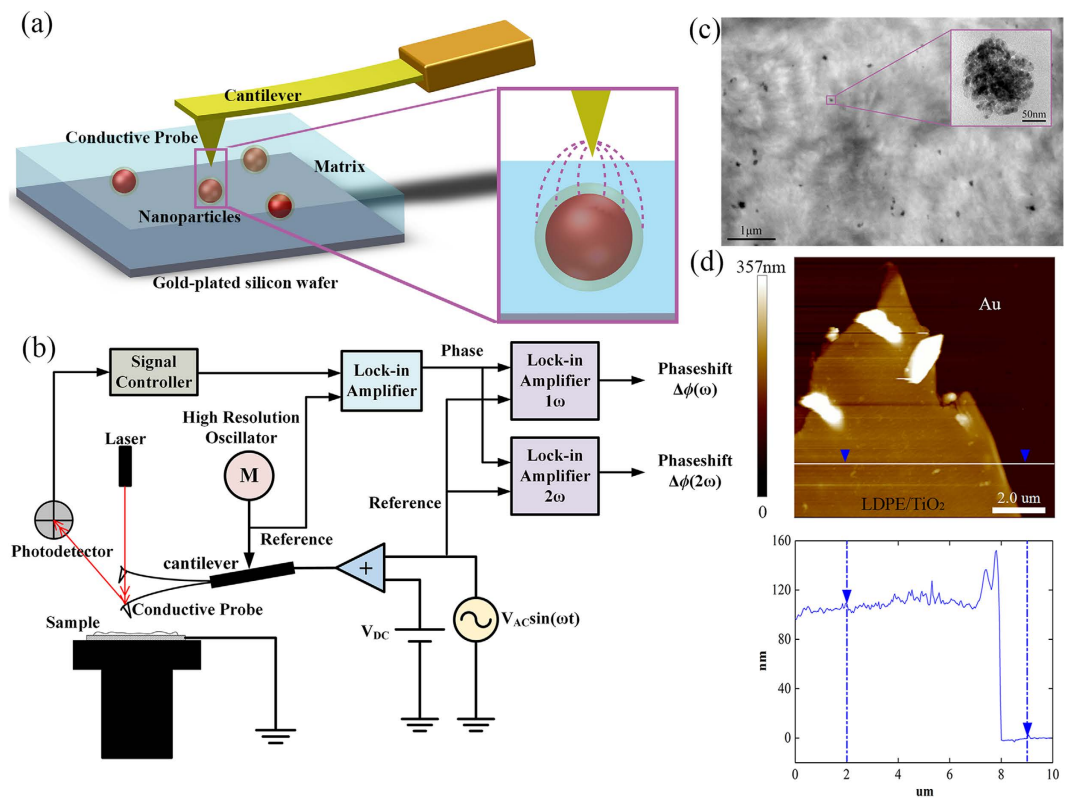 (a)
Cantilever
Conductive Probe
Matrix
Nanoparticles
Gold-plated silicon wafer
(b)
Signal
Controller
Lock-in
Amplifier
Phase
Lock-in
Amplifier
1ω
Phaseshift
Δϕ(ω)
High Resolution
Oscillator
M
Laser
Lock-in
Amplifier
2ω
Phaseshift
Δϕ(2ω)
Reference
Photodetector
Reference
cantilever
+
Conductive Probe
Sample
V_DC
V_AC sin(ωt)
(c)
50nm
1μm
(d)
357nm
0
Au
LDPE/TiO₂
2.0 um
160
120
80
40
0
nm
0 2 4 6 8 10
um